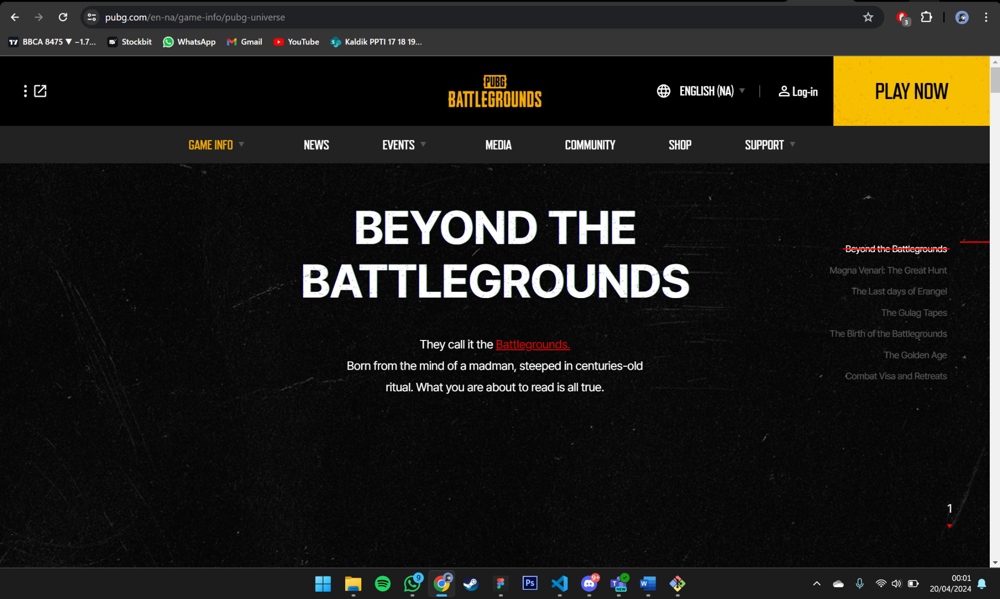 pubg.com/en-na/game-info/pubg-universe
3
BBCA 8475 ▼ −1.7...
Stockbit
WhatsApp
Gmail
YouTube
Kaldik PPTI 17 18 19...
PUBG
BATTLEGROUNDS
ENGLISH (NA)
Log-in
PLAY NOW
GAME INFO
NEWS
EVENTS
MEDIA
COMMUNITY
SHOP
SUPPORT
BEYOND THE
BATTLEGROUNDS
They call it the Battlegrounds.
Born from the mind of a madman, steeped in centuries-old
ritual. What you are about to read is all true.
Beyond the Battlegrounds
Magna Venari: The Great Hunt
The Last days of Erangel
The Gulag Tapes
The Birth of the Battlegrounds
The Golden Age
Combat Visa and Retreats
1
9
Ps
9+
T
NEW
W
00:01
20/04/2024